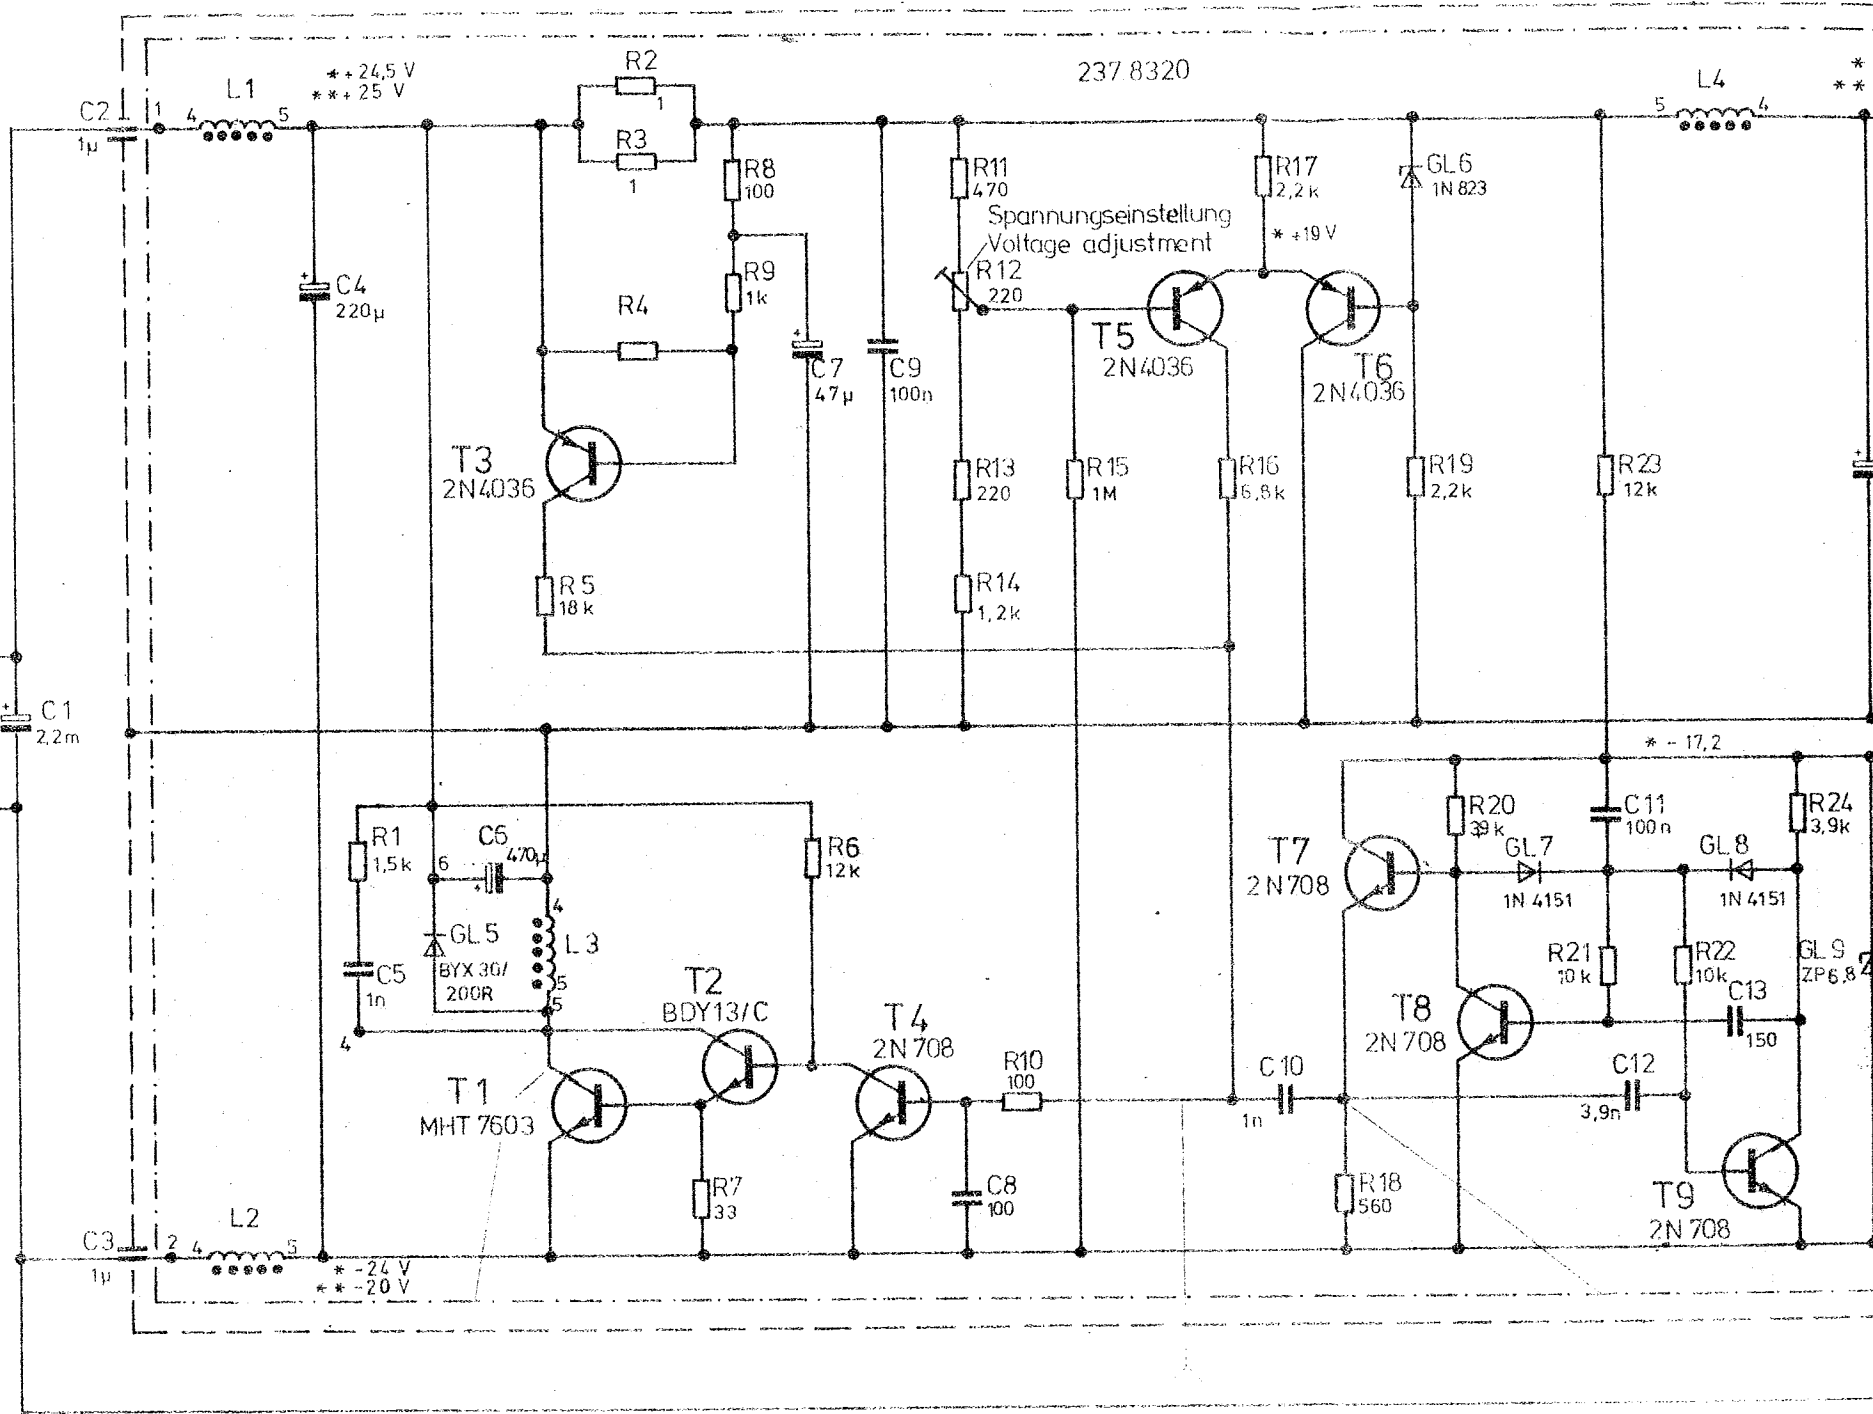 237.8320
L1
* + 24,5 V
* * + 25 V
R2
1
L4
*
* *
C2
1µ
1
4
5
5
4
R3
1
R8
100
R11
470
R17
2,2k
GL6
1N 823
Spannungseinstellung
Voltage adjustment
* +19 V
C4
220µ
R4
R9
1k
R12
220
C7
47µ
C9
100n
T5
2N4036
T6
2N4036
T3
2N4036
R13
220
R15
1M
R16
6,8k
R19
2,2k
R23
12k
R5
18k
R14
1,2k
C1
2,2m
* - 17,2
R1
1,5k
C6
470µ
6
R6
12k
T7
2N 708
R20
39k
C11
100n
R24
3,9k
GL7
1N 4151
GL8
1N 4151
4
GL5
BYX 30/
200R
L3
5
5
C5
1n
4
T2
BDY13/C
T4
2N 708
R21
10k
R22
10k
GL9
ZP6,8
C13
150
T8
2N 708
T1
MHT 7603
R10
100
C10
1n
C12
3,9n
R7
33
C8
100
R18
560
T9
2N 708
C3
1µ
2
4
L2
5
* -24 V
* * -20 V